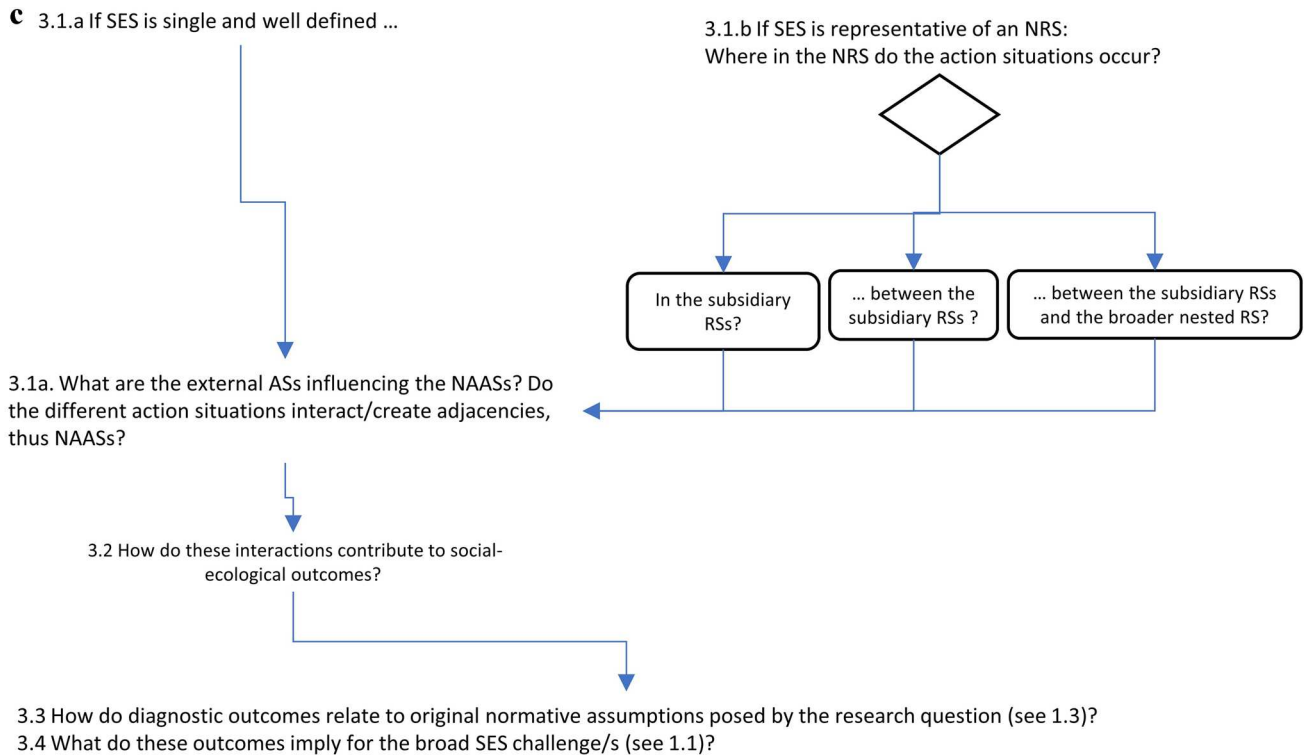 c 3.1.a If SES is single and well defined ...
3.1.b If SES is representative of an NRS:
Where in the NRS do the action situations occur?
In the subsidiary
RSs?
... between the
subsidiary RSs ?
... between the subsidiary RSs
and the broader nested RS?
3.1a. What are the external ASs influencing the NAASs? Do
the different action situations interact/create adjacencies,
thus NAASs?
3.2 How do these interactions contribute to social-
ecological outcomes?
3.3 How do diagnostic outcomes relate to original normative assumptions posed by the research question (see 1.3)?
3.4 What do these outcomes imply for the broad SES challenge/s (see 1.1)?